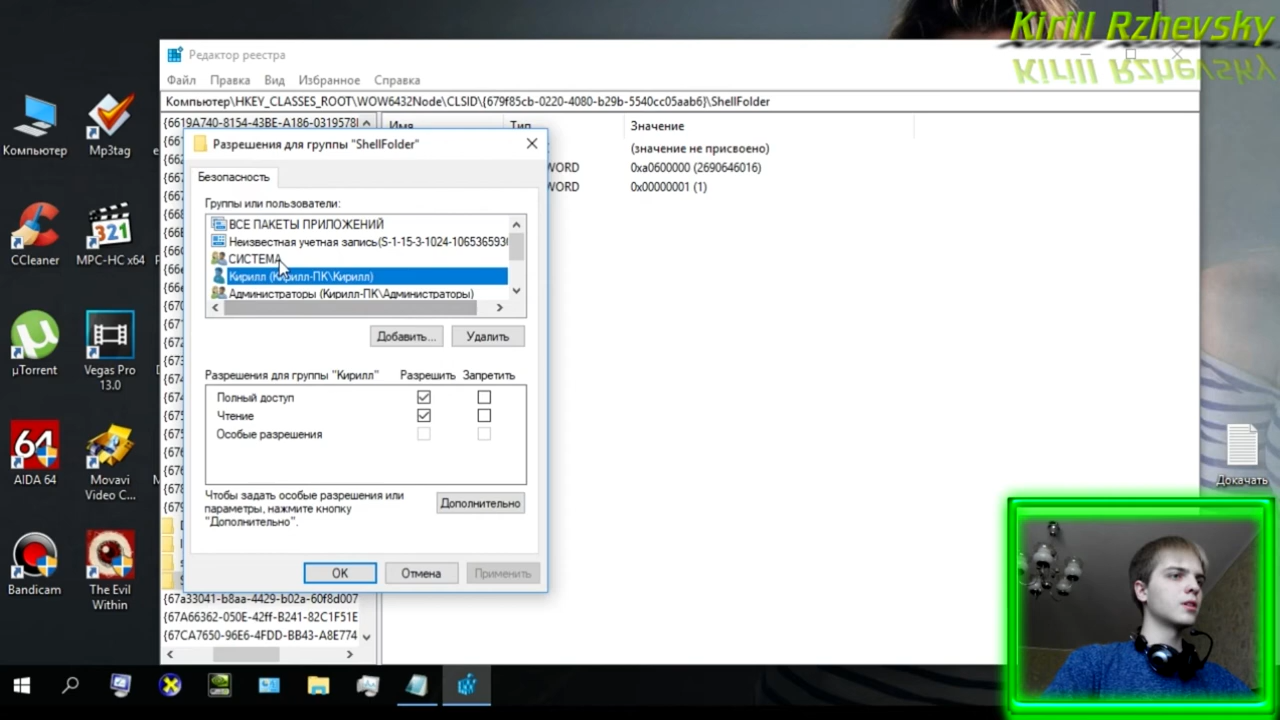 Kirill Rzhevsky
Редактор реестра
Файл Правка Вид Избранное Справка
Компьютер\HKEY_CLASSES_ROOT\WOW6432Node\CLSID\{679f85cb-0220-4080-b29b-5540cc05aab6}\ShellFolder
{6619A740-8154-43BE-A186-0319578
Имя Тип Значение
Разрешения для группы "ShellFolder"
(значение не присвоено)
WORD 0xa0600000 (2690646016)
WORD 0x00000001 (1)
Безопасность
Группы или пользователи:
ВСЕ ПАКЕТЫ ПРИЛОЖЕНИЙ
Неизвестная учетная запись(S-1-15-3-1024-1065365936
СИСТЕМА
Кирилл (Кирилл-ПК\Кирилл)
Администраторы (Кирилл-ПК\Администраторы)
Добавить... Удалить
Разрешения для группы "Кирилл" Разрешить Запретить
Полный доступ
Чтение
Особые разрешения
Чтобы задать особые разрешения или
параметры, нажмите кнопку
"Дополнительно".
Дополнительно
OK Отмена Применить
{67a33041-b8aa-4429-b02a-60f8d007
{67A66362-050E-42ff-B241-82C1F51E
{67CA7650-96E6-4FDD-BB43-A8E774
Компьютер
Mp3tag
CCleaner
MPC-HC x64
µTorrent
Vegas Pro
13.0
AIDA 64
Movavi
Video C...
Bandicam
The Evil
Within
Докачать